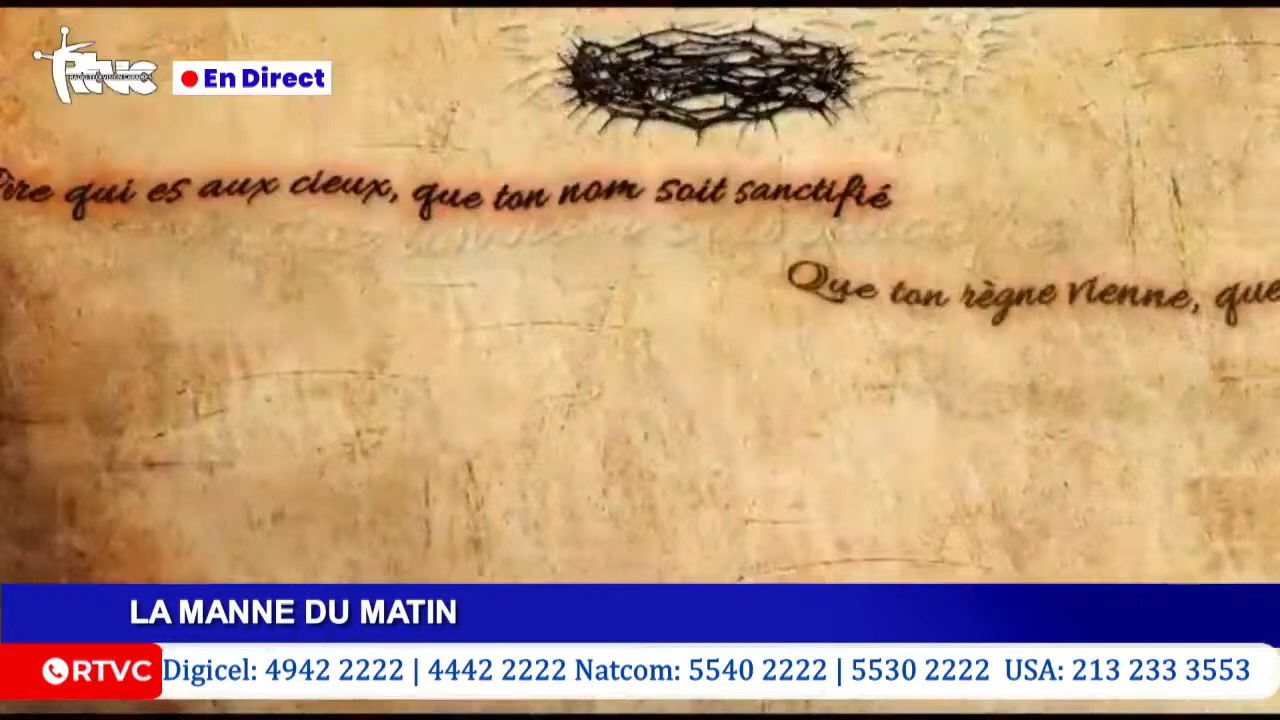 En Direct
qui es aux cieux, que ton nom soit sanctifié
Que ton règne vienne, que
LA MANNE DU MATIN
RTVC Digicel: 4942 2222 | 4442 2222 Natcom: 5540 2222 | 5530 2222 USA: 213 233 3553